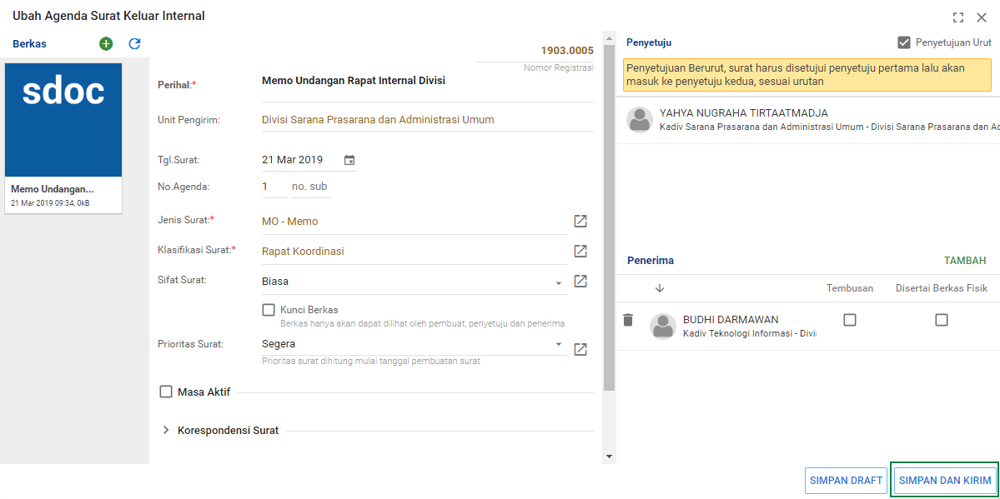 Ubah Agenda Surat Keluar Internal
Berkas
sdoc
Memo Undangan...
21 Mar 2019 09:34, 0kB
1903.0005
Nomor Registrasi
Perihal:* Memo Undangan Rapat Internal Divisi
Unit Pengirim: Divisi Sarana Prasarana dan Administrasi Umum
Tgl.Surat: 21 Mar 2019
No.Agenda: 1 no. sub
Jenis Surat:* MO - Memo
Klasifikasi Surat:* Rapat Koordinasi
Sifat Surat: Biasa
Kunci Berkas
Berkas hanya akan dapat dilihat oleh pembuat, penyetuju dan penerima
Prioritas Surat: Segera
Prioritas surat dihitung mulai tanggal pembuatan surat
Masa Aktif
Korespondensi Surat
Penyetuju Penyetujuan Urut
Penyetujuan Berurut, surat harus disetujui penyetuju pertama lalu akan
masuk ke penyetuju kedua, sesuai urutan
YAHYA NUGRAHA TIRTAATMADJA
Kadiv Sarana Prasarana dan Administrasi Umum - Divisi Sarana Prasarana dan
Penerima TAMBAH
Tembusan Disertai Berkas Fisik
BUDHI DARMAWAN
Kadiv Teknologi Informasi - Divi
SIMPAN DRAFT SIMPAN DAN KIRIM